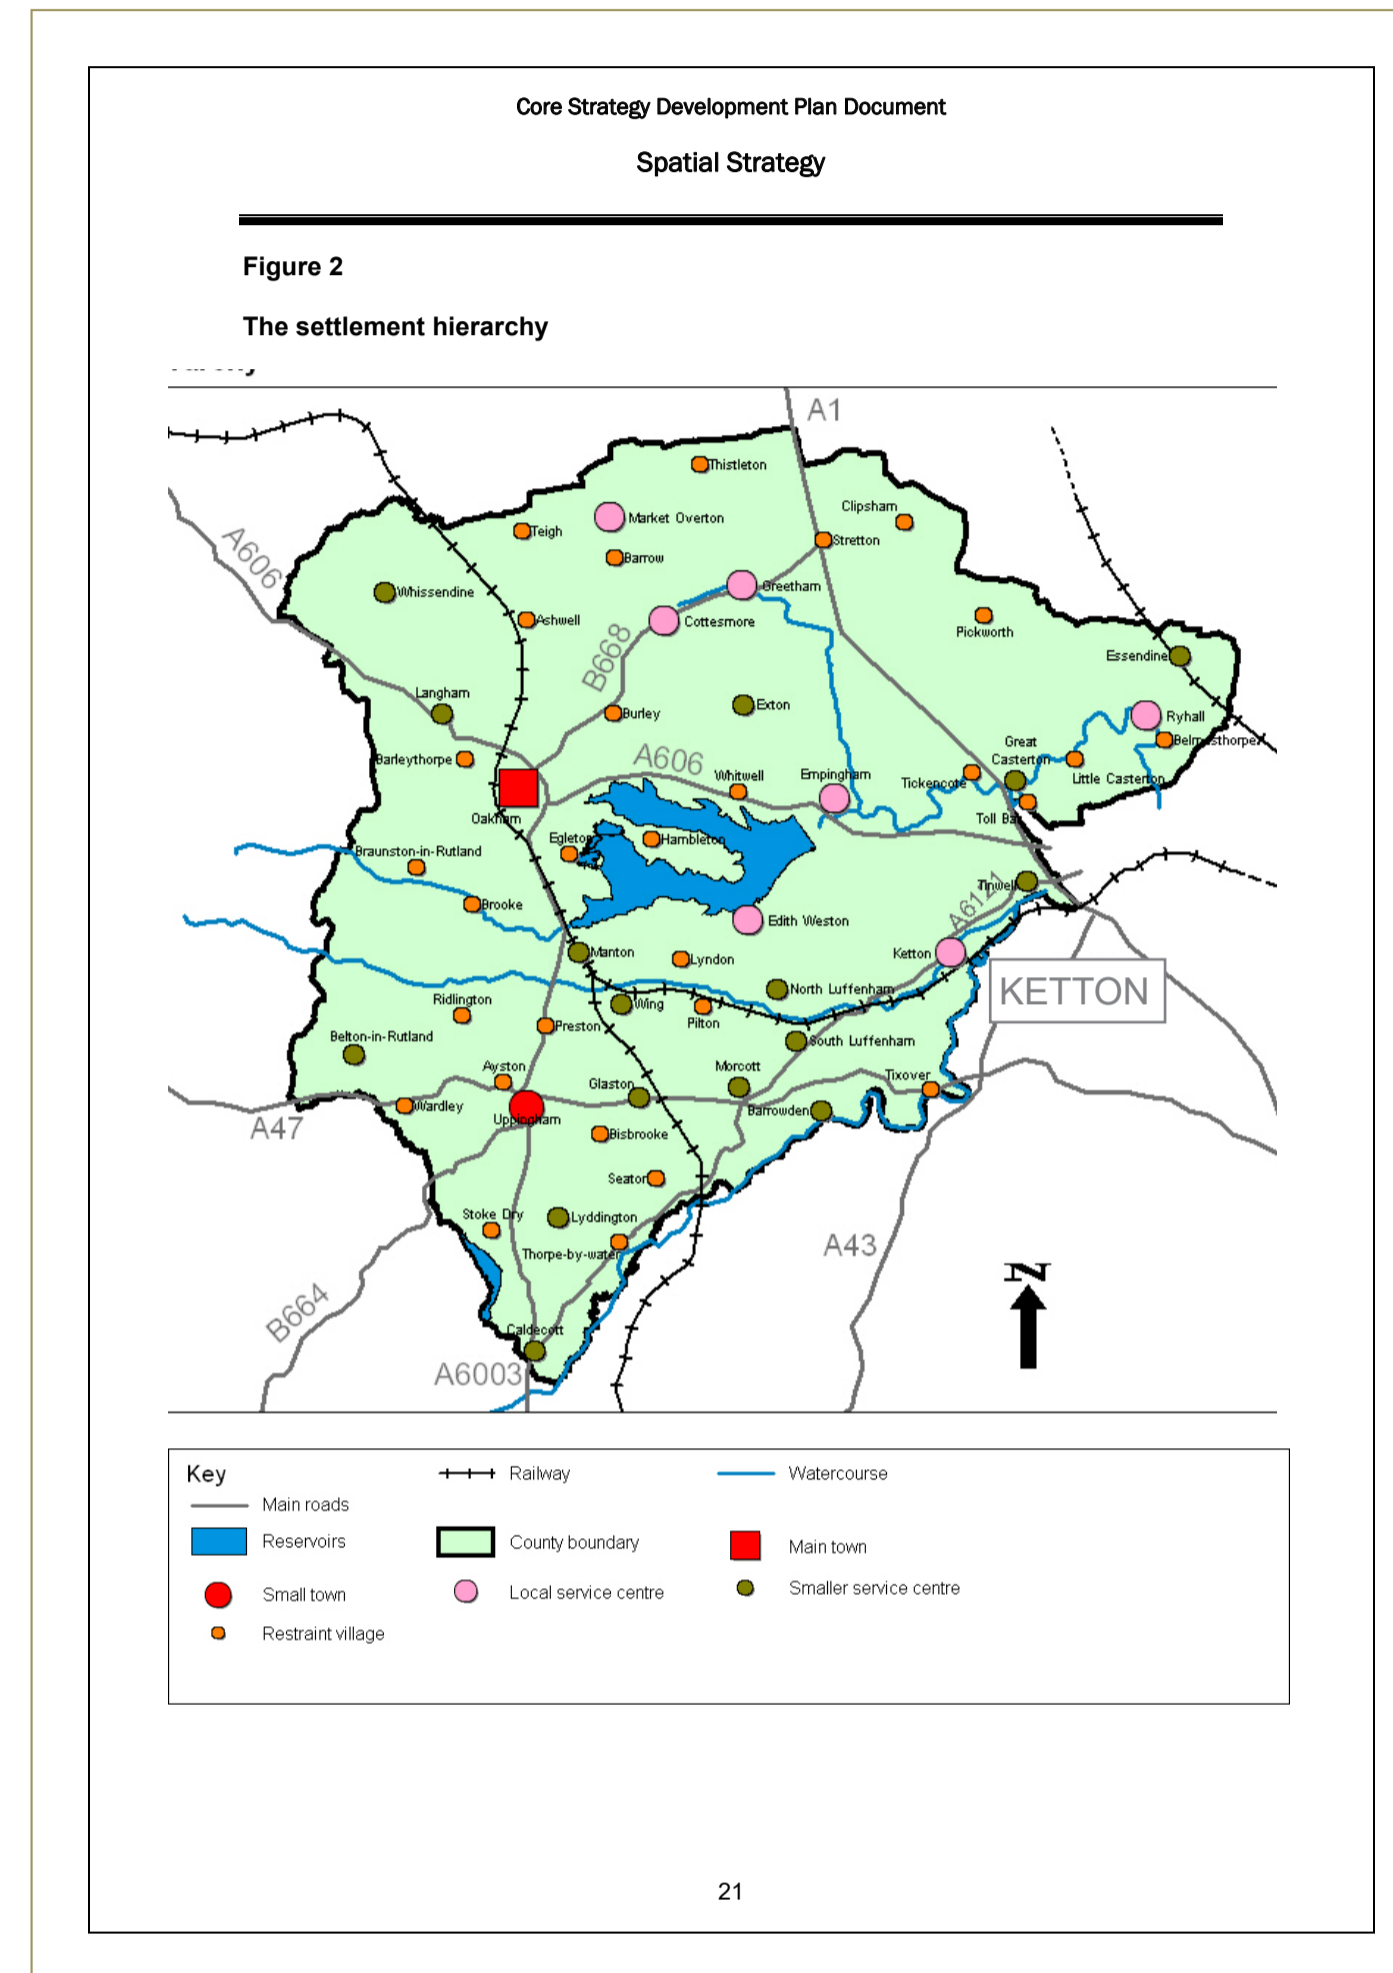 Core Strategy Development Plan Document
Spatial Strategy
Figure 2
The settlement hierarchy
A1
Thistleton
Clipsham
Market Overton
Teigh
Stretton
A606
Barrow
Greetham
Whissendine
Ashwell
Cottesmore
Pickworth
B668
Essendine
Langham
Exton
Burley
Ryhall
Great
Casterton
Belmesthorpe
Barleythorpe
A606
Whitwell
Empingham
Tickencote
Little Casterton
Oakham
Toll Bar
Egleton
Hambleton
Braunston-in-Rutland
Tinwell
A6121
Brooke
Edith Weston
Manton
Lyndon
Ketton
KETTON
North Luffenham
Ridlington
Wing
Pilton
Preston
Belton-in-Rutland
South Luffenham
Ayston
Morcott
Tixover
Glaston
Wardley
Barrowden
Uppingham
A47
Bisbrooke
Seaton
Stoke Dry
Lyddington
Thorpe-by-water
A43
N
B664
Caldecott
A6003
Key
Railway
Watercourse
Main roads
Reservoirs
County boundary
Main town
Small town
Local service centre
Smaller service centre
Restraint village
21